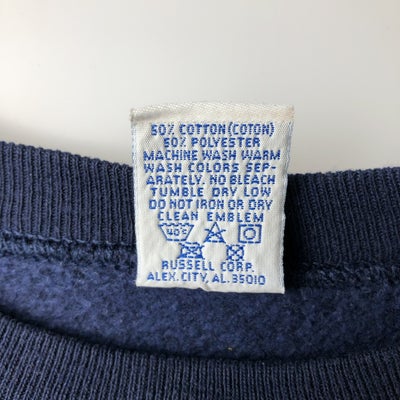 50% COTTON (COTON)
50% POLYESTER
MACHINE WASH WARM
WASH COLORS SEP-
ARATELY. NO BLEACH
TUMBLE DRY LOW
DO NOT IRON OR DRY
CLEAN EMBLEM
40°C
RUSSELL CORP.
ALEX. CITY, AL. 35010